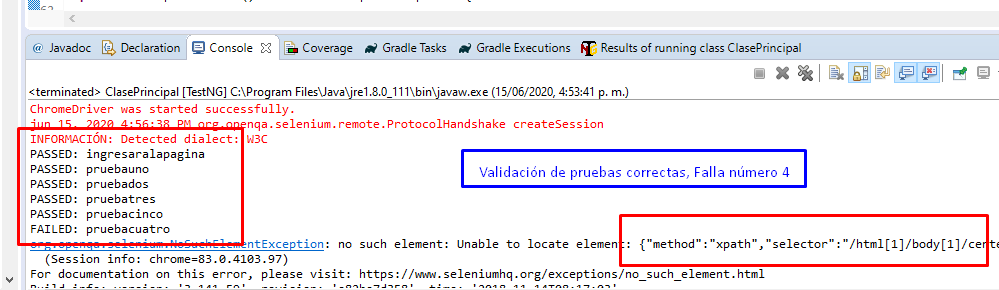 62
@ Javadoc Declaration Console Coverage Gradle Tasks Gradle Executions Results of running class ClasePrincipal
<terminated> ClasePrincipal [TestNG] C:\Program Files\Java\jre1.8.0_111\bin\javaw.exe (15/06/2020, 4:53:41 p. m.)
ChromeDriver was started successfully.
jun 15, 2020 4:56:38 PM org.openqa.selenium.remote.ProtocolHandshake createSession
INFORMACIÓN: Detected dialect: W3C
PASSED: ingresaralapagina
PASSED: pruebauno
PASSED: pruebados
PASSED: pruebatres
PASSED: pruebacinco
FAILED: pruebacuatro
Validación de pruebas correctas, Falla número 4
org.openqa.selenium.NoSuchElementException: no such element: Unable to locate element: {"method":"xpath","selector":"/html[1]/body[1]/cente
(Session info: chrome=83.0.4103.97)
For documentation on this error, please visit: https://www.seleniumhq.org/exceptions/no_such_element.html
Build info: version: '3.141.59', revision: 'e82be7d358', time: '2018-11-14T08:17:03'